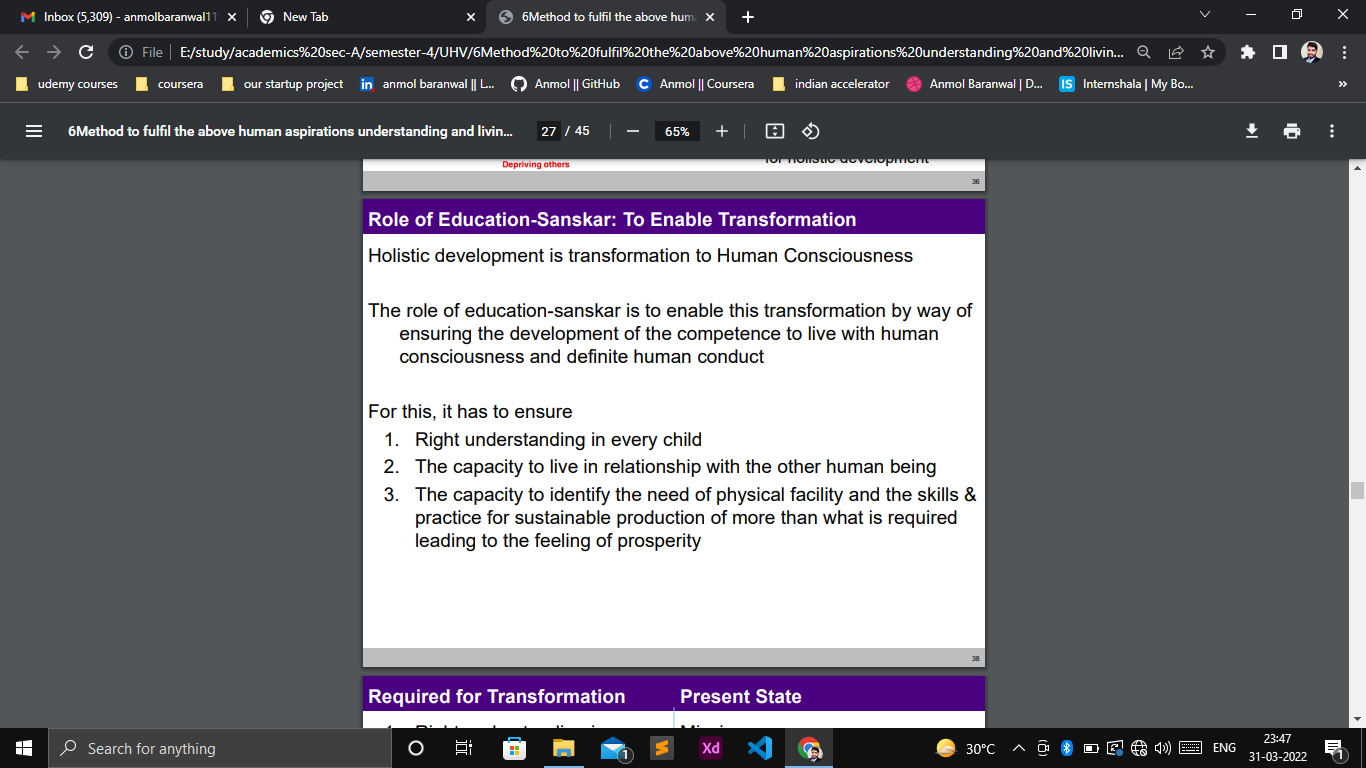 Inbox (5,309) - anmolbaranwal11
New Tab
6Method to fulfil the above huma
File
E:/study/academics%20sec-A/semester-4/UHV/6Method%20to%20fulfil%20the%20above%20human%20aspirations%20understanding%20and%20livin...
udemy courses
coursera
our startup project
anmol baranwal || L...
Anmol || GitHub
Anmol || Coursera
indian accelerator
Anmol Baranwal | D...
Internshala | My Bo...
»
6Method to fulfil the above human aspirations understanding and livin...
27 / 45
65%
Depriving others
for holistic development
36
Role of Education-Sanskar: To Enable Transformation
Holistic development is transformation to Human Consciousness
The role of education-sanskar is to enable this transformation by way of
ensuring the development of the competence to live with human
consciousness and definite human conduct
For this, it has to ensure
1. Right understanding in every child
2. The capacity to live in relationship with the other human being
3. The capacity to identify the need of physical facility and the skills &
practice for sustainable production of more than what is required
leading to the feeling of prosperity
38
Required for Transformation
Present State
Search for anything
1
Xd
30°C
ENG
23:47
31-03-2022
1